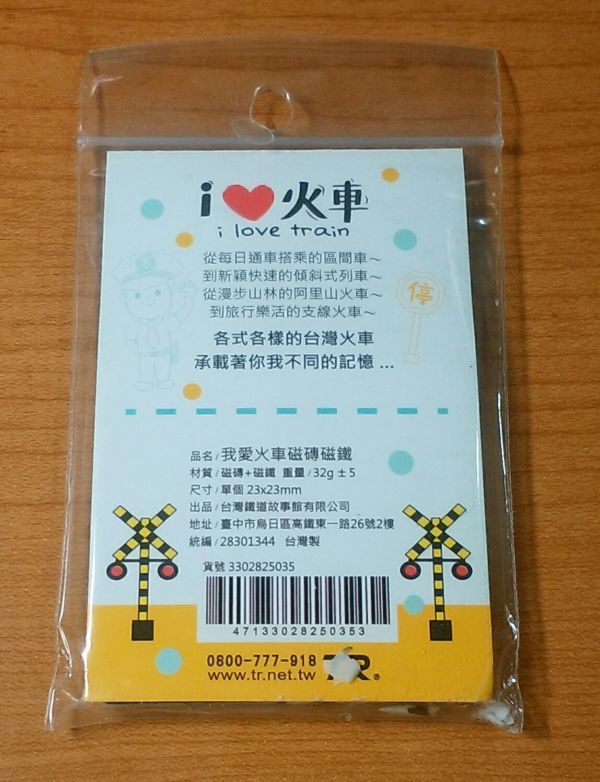 i ♥ 火車
i love train
從每日通車搭乘的區間車~
到新穎快速的傾斜式列車~
從漫步山林的阿里山火車~
到旅行樂活的支線火車~
各式各樣的台灣火車
承載著你我不同的記憶 ...
停
品名/我愛火車磁磚磁鐵
材質/磁磚+磁鐵 重量/32g ± 5
尺寸/單個 23x23mm
出品/台灣鐵道故事館有限公司
地址/臺中市烏日區高鐵東一路26號2樓
統編/28301344 台灣製
貨號 3302825035
4713302825035​3
0800-777-918
www.tr.net.tw